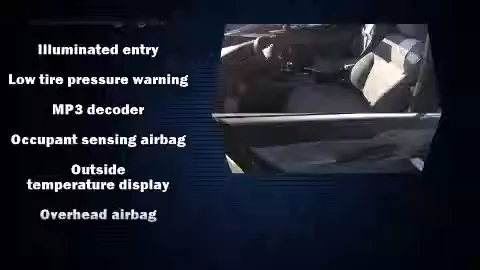 Illuminated entry
Low tire pressure warning
MP3 decoder
Occupant sensing airbag
Outside
temperature display
Overhead airbag